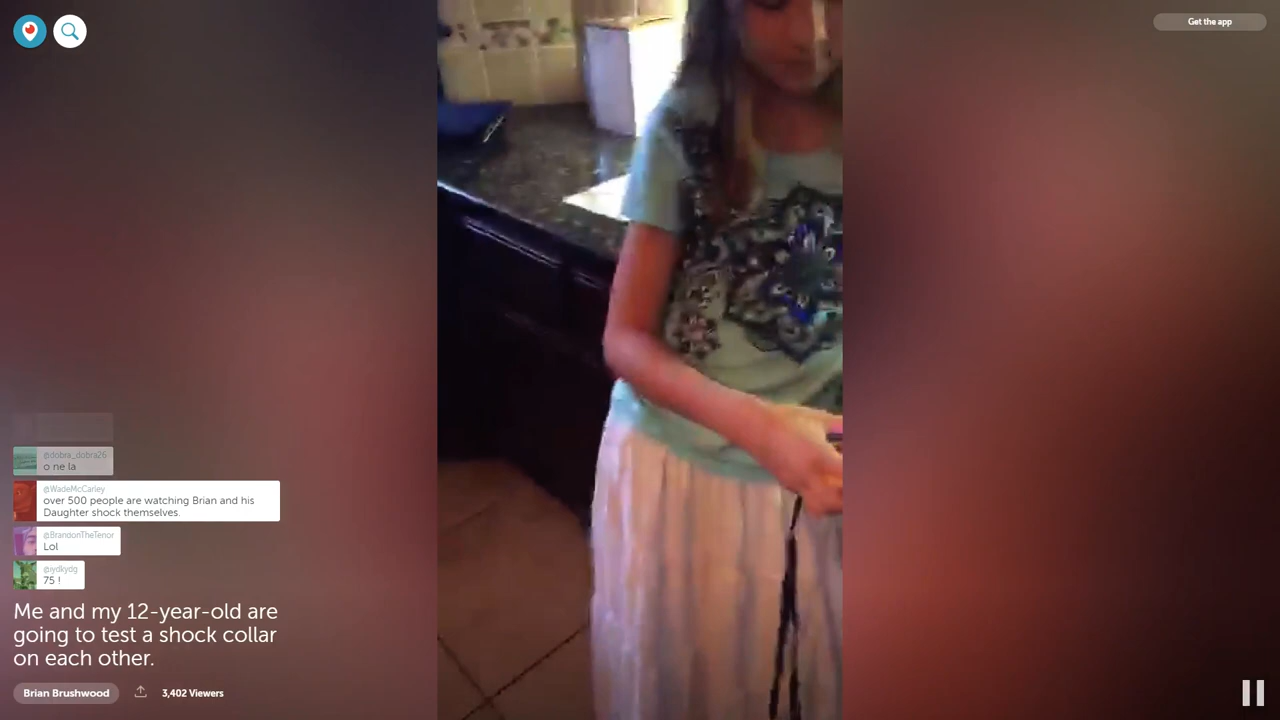 Get the app
@dobra_dobra26
o ne la
@WadeMcCarley
over 500 people are watching Brian and his
Daughter shock themselves.
@BrandonTheTenor
Lol
@iydkydg
75 !
Me and my 12-year-old are
going to test a shock collar
on each other.
Brian Brushwood
3,402 Viewers